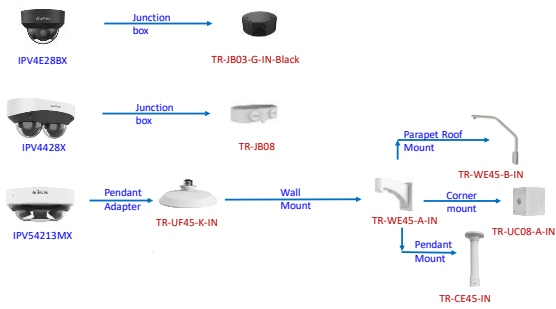 Junction
box
IPV4E28BX
TR-JB03-G-IN-Black
Junction
box
IPV4428X
TR-JB08
Parapet Roof
Mount
TR-WE45-B-IN
Pendant
Adapter
Wall
Mount
Corner
mount
IPV54213MX
TR-UF45-K-IN
TR-WE45-A-IN
TR-UC08-A-IN
Pendant
Mount
TR-CE45-IN